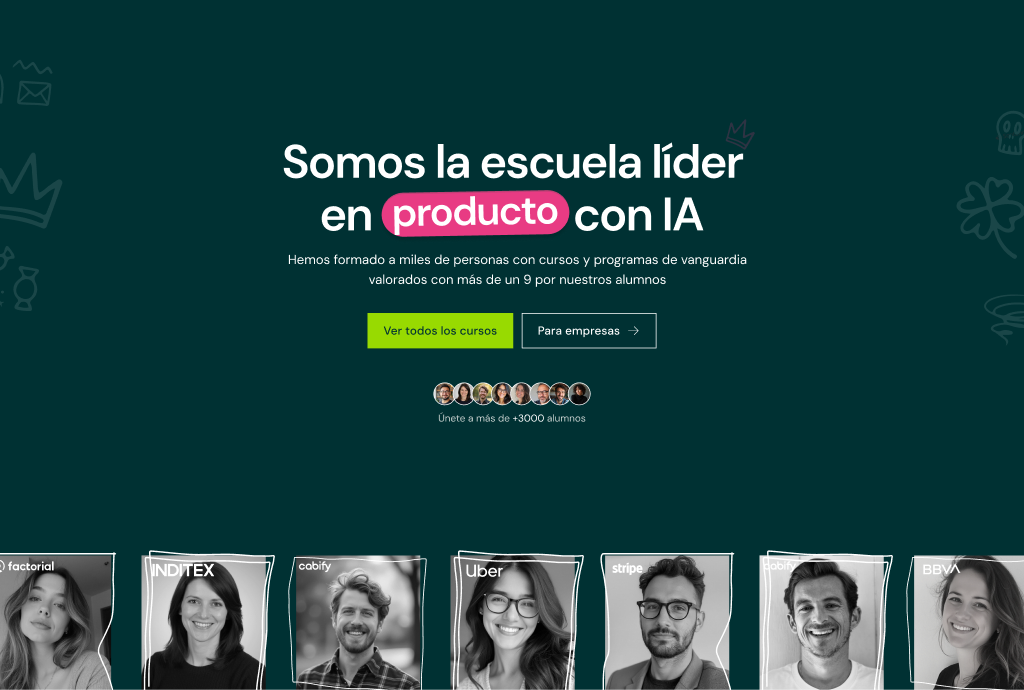 Somos la escuela líder
en producto con IA
Hemos formado a miles de personas con cursos y programas de vanguardia
valorados con más de un 9 por nuestros alumnos
Ver todos los cursos
Para empresas
Únete a más de +3000 alumnos
factorial
INDITEX
cabify
Uber
stripe
cabify
BBVA